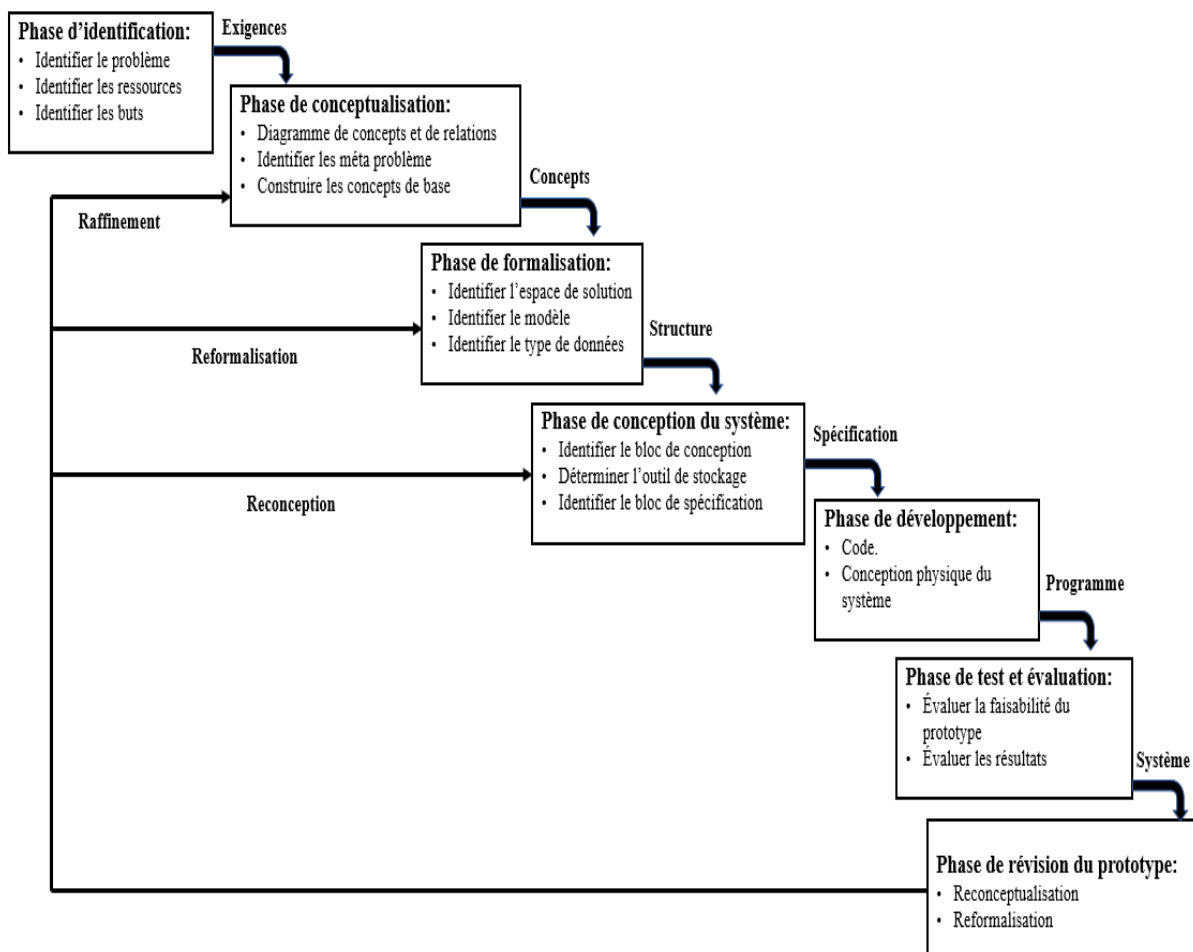 Phase d'identification:
• Identifier le problème
• Identifier les ressources
• Identifier les buts
Exigences
Phase de conceptualisation:
• Diagramme de concepts et de relations
• Identifier les méta problème
• Construire les concepts de base
Concepts
Raffinement
Phase de formalisation:
• Identifier l'espace de solution
• Identifier le modèle
• Identifier le type de données
Structure
Reformalisation
Phase de conception du système:
• Identifier le bloc de conception
• Déterminer l'outil de stockage
• Identifier le bloc de spécification
Spécification
Reconception
Phase de développement:
• Code.
• Conception physique du
système
Programme
Phase de test et évaluation:
• Évaluer la faisabilité du
prototype
• Évaluer les résultats
Système
Phase de révision du prototype:
• Reconceptualisation
• Reformalisation